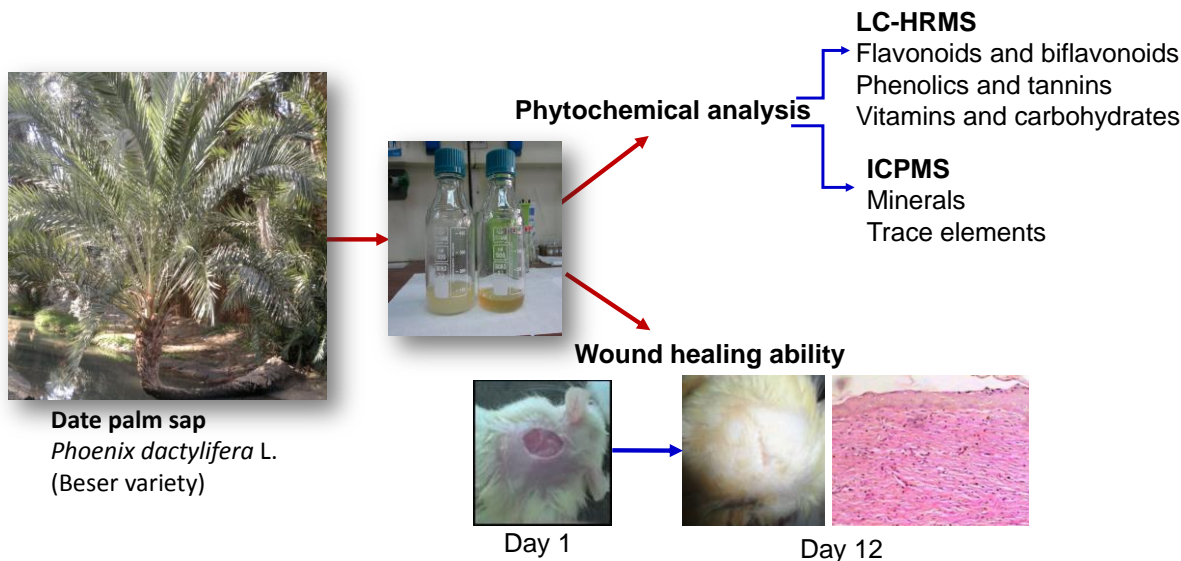 LC-HRMS
Flavonoids and biflavonoids
Phenolics and tannins
Vitamins and carbohydrates
Phytochemical analysis
ICPMS
Minerals
Trace elements
Wound healing ability
Date palm sap
Phoenix dactylifera L.
(Beser variety)
Day 1
Day 12